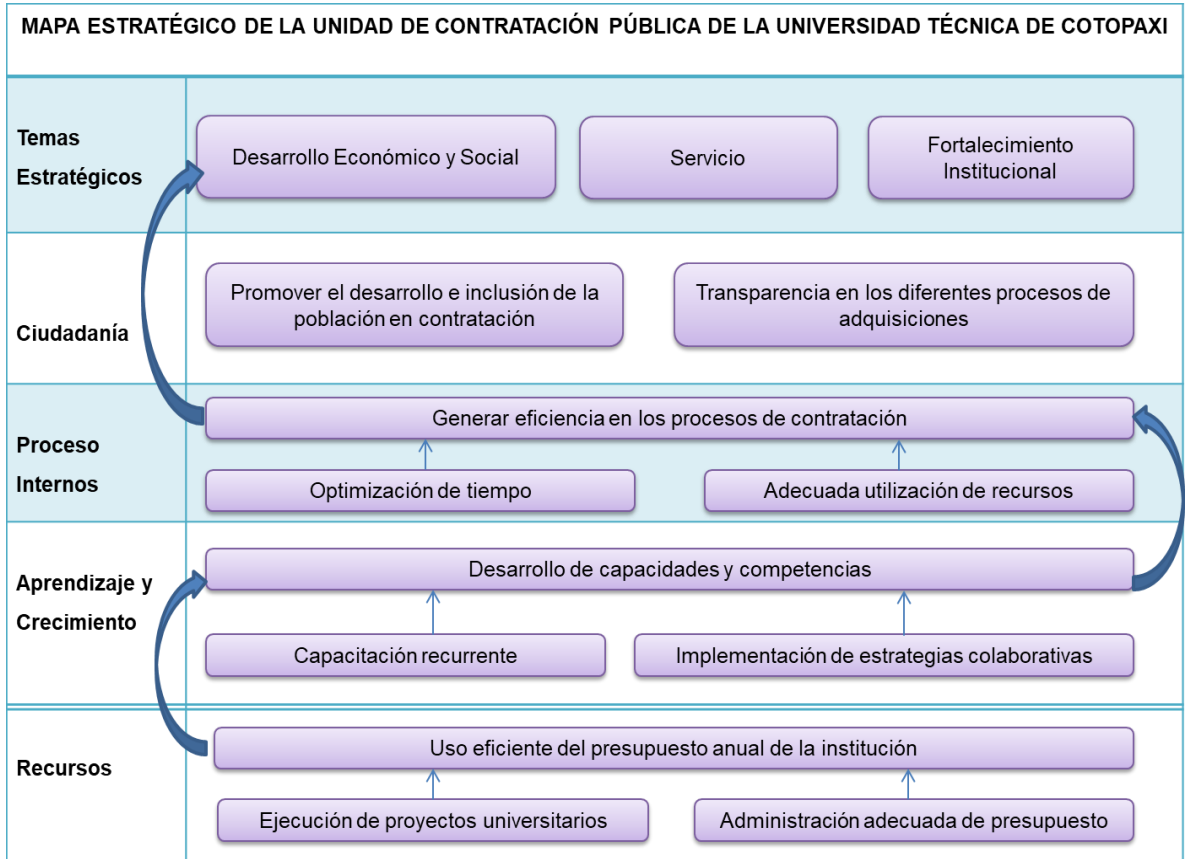 MAPA ESTRATÉGICO DE LA UNIDAD DE CONTRATACIÓN PÚBLICA DE LA UNIVERSIDAD TÉCNICA DE COTOPAXI
Temas
Estratégicos
Desarrollo Económico y Social
Servicio
Fortalecimiento
Institucional
Ciudadanía
Promover el desarrollo e inclusión de la
población en contratación
Transparencia en los diferentes procesos de
adquisiciones
Proceso
Internos
Generar eficiencia en los procesos de contratación
Optimización de tiempo
Adecuada utilización de recursos
Aprendizaje y
Crecimiento
Desarrollo de capacidades y competencias
Capacitación recurrente
Implementación de estrategias colaborativas
Recursos
Uso eficiente del presupuesto anual de la institución
Ejecución de proyectos universitarios
Administración adecuada de presupuesto